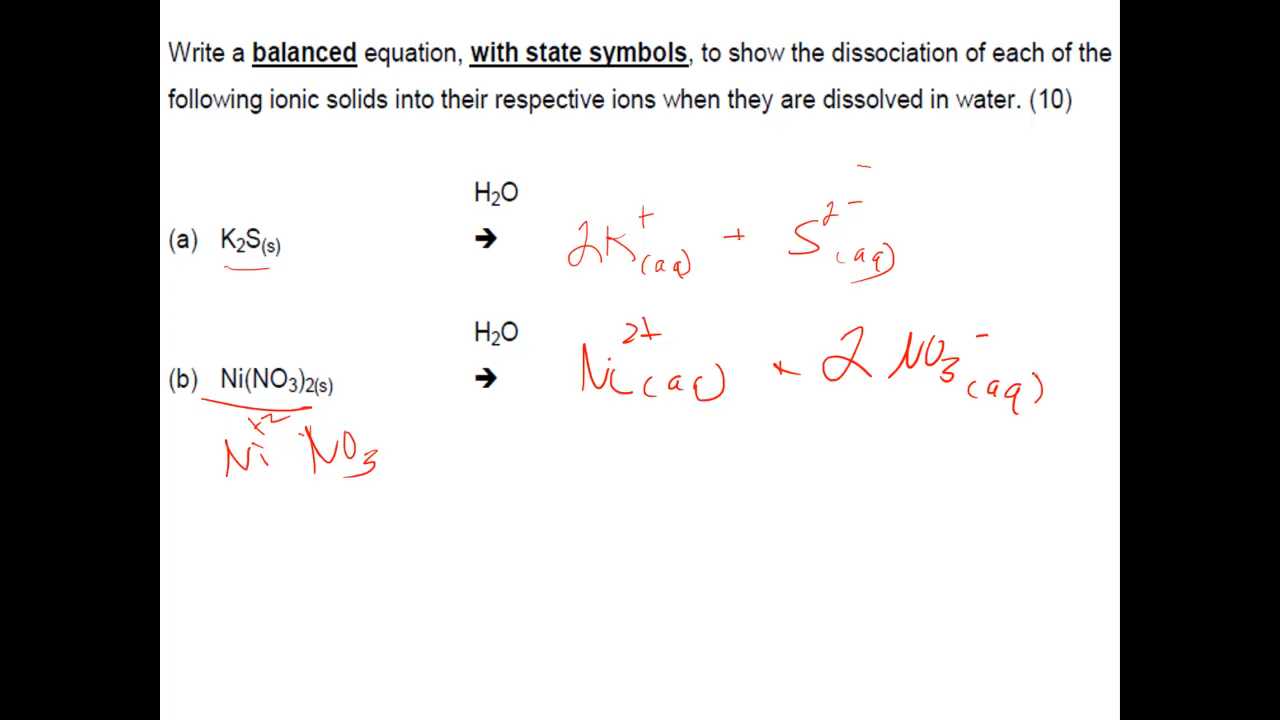 Write a balanced equation, with state symbols, to show the dissociation of each of the
following ionic solids into their respective ions when they are dissolved in water. (10)
H₂O
(a) K₂S(s) → 2K⁺(aq) + S²⁻(aq)
H₂O
(b) Ni(NO₃)₂(s) → Ni²⁺(aq) + 2 NO₃⁻(aq)
Ni⁺² NO₃